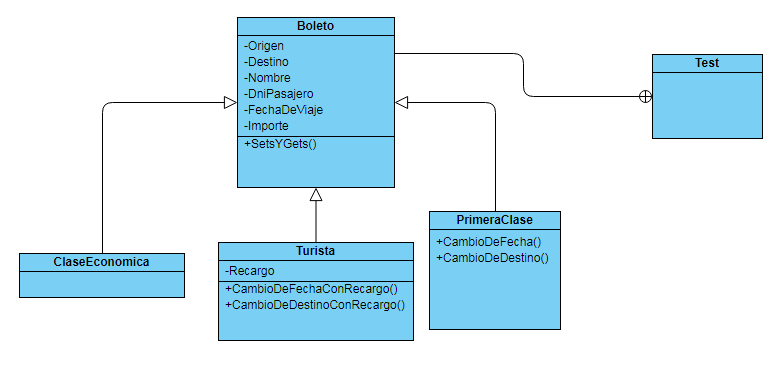 Boleto
-Origen
-Destino
-Nombre
-DniPasajero
-FechaDeViaje
-Importe
+SetsYGets()
Test
ClaseEconomica
Turista
-Recargo
+CambioDeFechaConRecargo()
+CambioDeDestinoConRecargo()
PrimeraClase
+CambioDeFecha()
+CambioDeDestino()